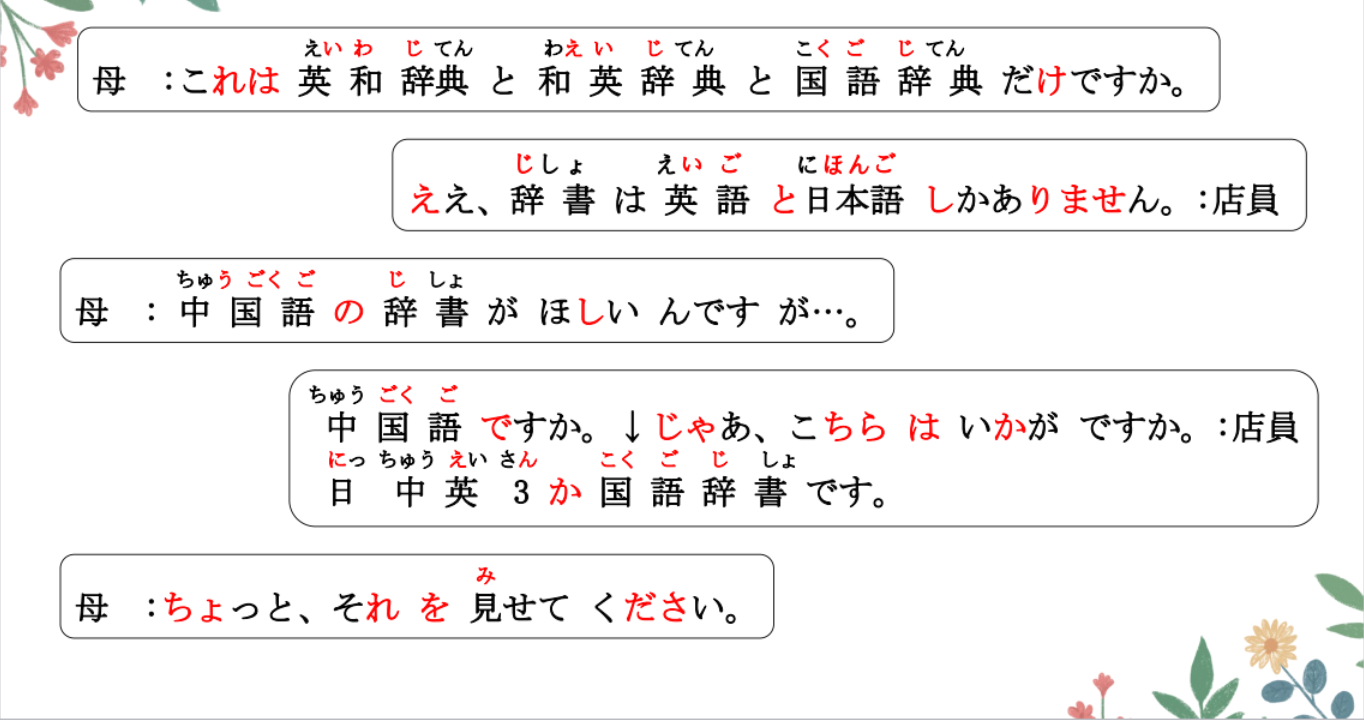 えいわ じてん わえい じてん こくご じてん
母 :これは 英和辞典 と 和英辞典 と 国語辞典 だけですか。
じしょ えいご にほんご
ええ、辞書 は 英語 と日本語 しかありません。:店員
ちゅうごくご じしょ
母 : 中国語 の 辞書 が ほしい んです が…。
ちゅう ごく ご
中国語 ですか。↓じゃあ、こちら は いかが ですか。:店員
にっ ちゅう えい さん こく ご じ しょ
日 中英 3 か 国語辞書 です。
み
母 :ちょっと、それ を 見せて ください。